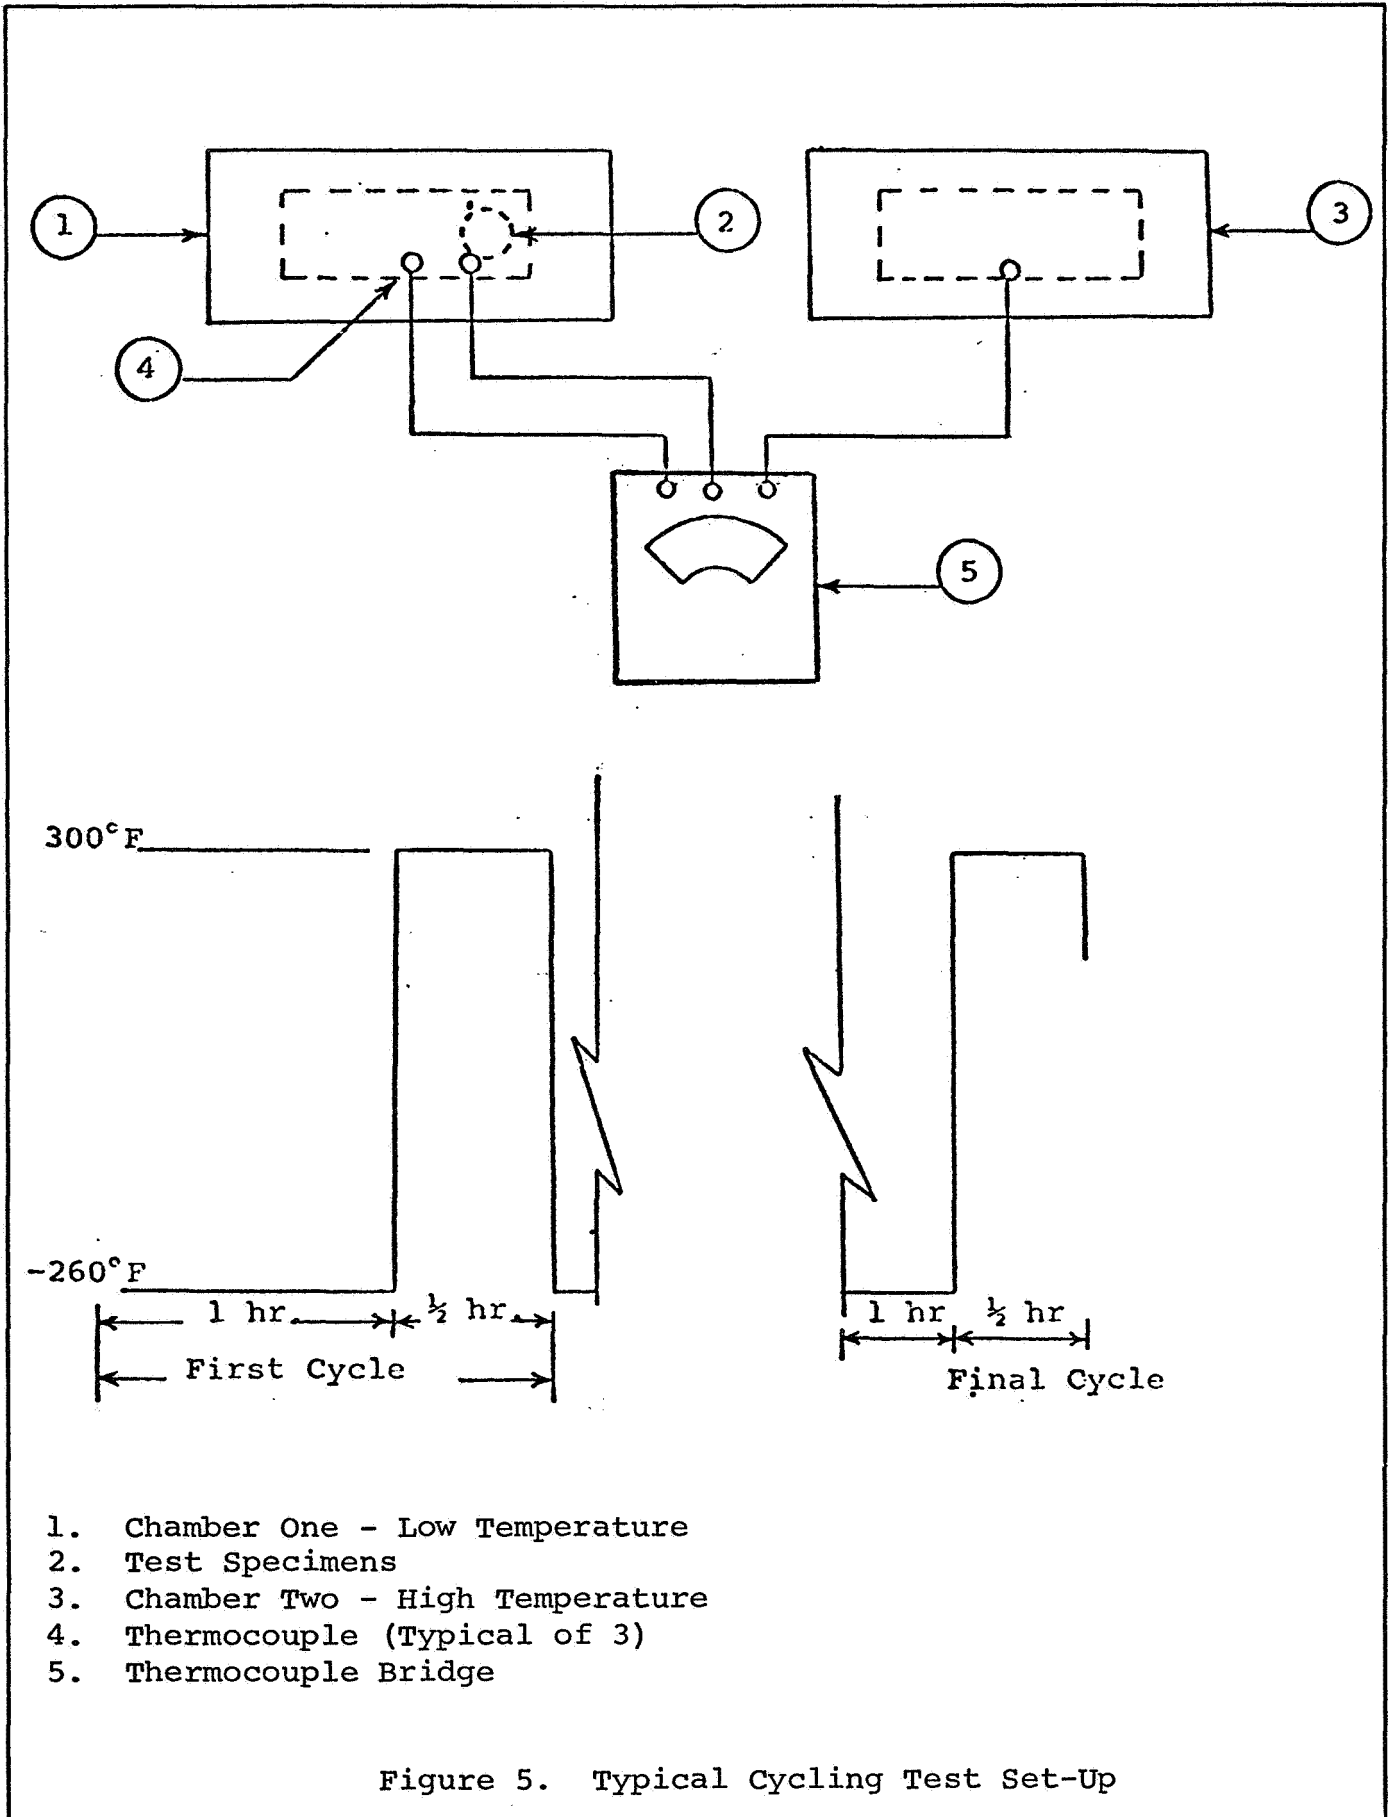 1
2
3
4
5
300°F
-260°F
1 hr.
½ hr.
1 hr
½ hr
First Cycle
Final Cycle
1. Chamber One - Low Temperature
2. Test Specimens
3. Chamber Two - High Temperature
4. Thermocouple (Typical of 3)
5. Thermocouple Bridge
Figure 5. Typical Cycling Test Set-Up